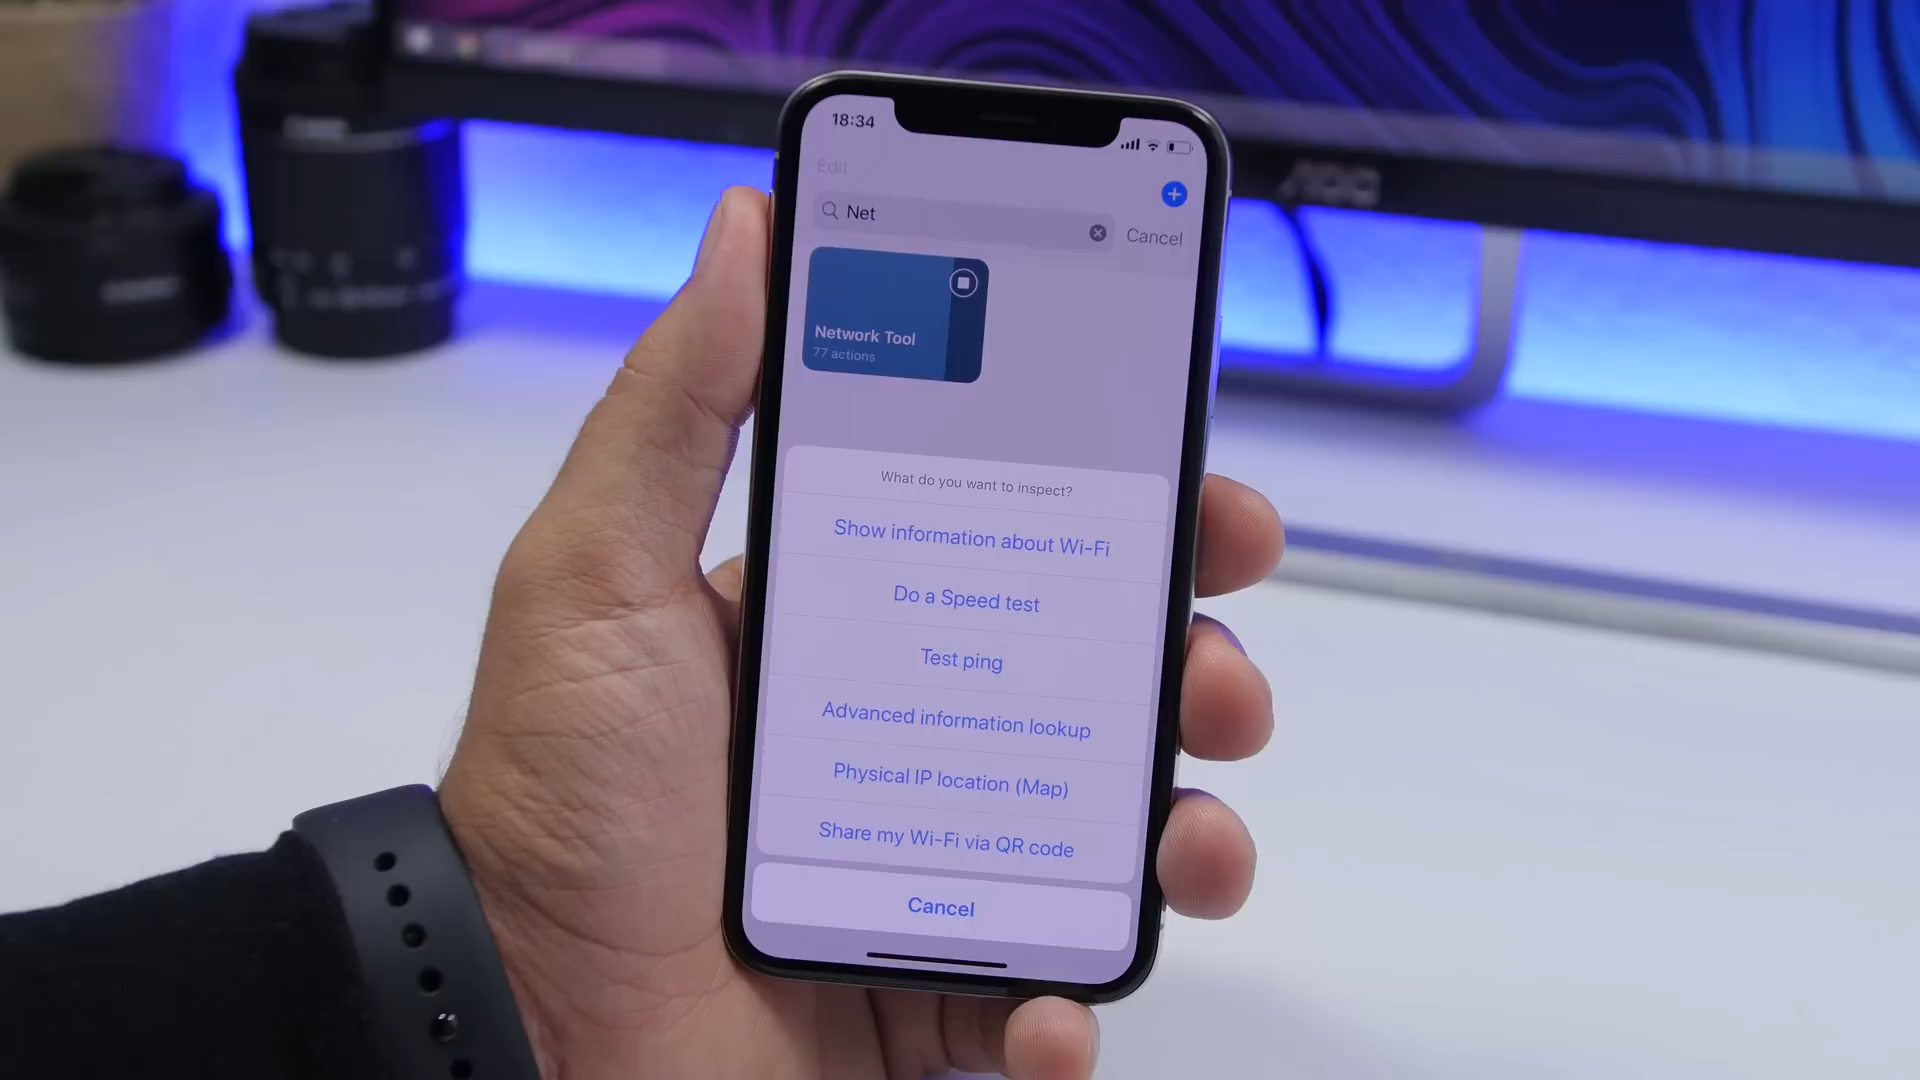 18:34
Edit
Net
Cancel
Network Tool
77 actions
What do you want to inspect?
Show information about Wi-Fi
Do a Speed test
Test ping
Advanced information lookup
Physical IP location (Map)
Share my Wi-Fi via QR code
Cancel
AOC